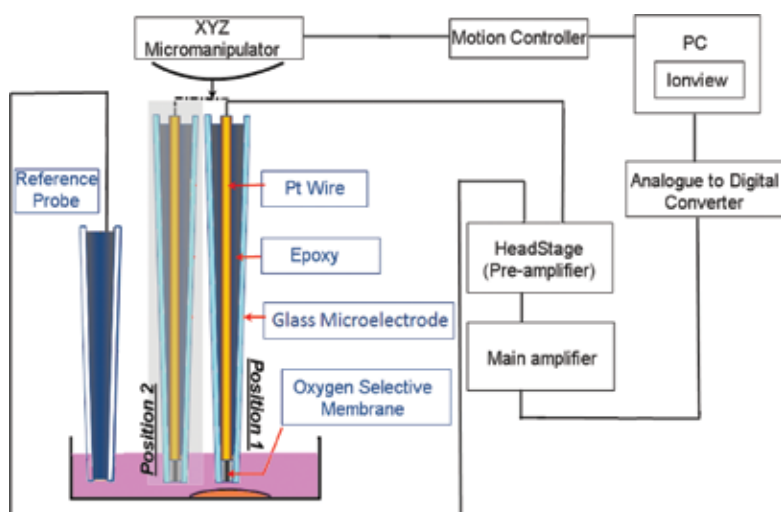 XYZ
Micromanipulator
Motion Controller
PC
Ionview
Reference
Probe
Pt Wire
Analogue to Digital
Converter
Epoxy
HeadStage
(Pre-amplifier)
Glass Microelectrode
Main amplifier
Position 2
Position 1
Oxygen Selective
Membrane